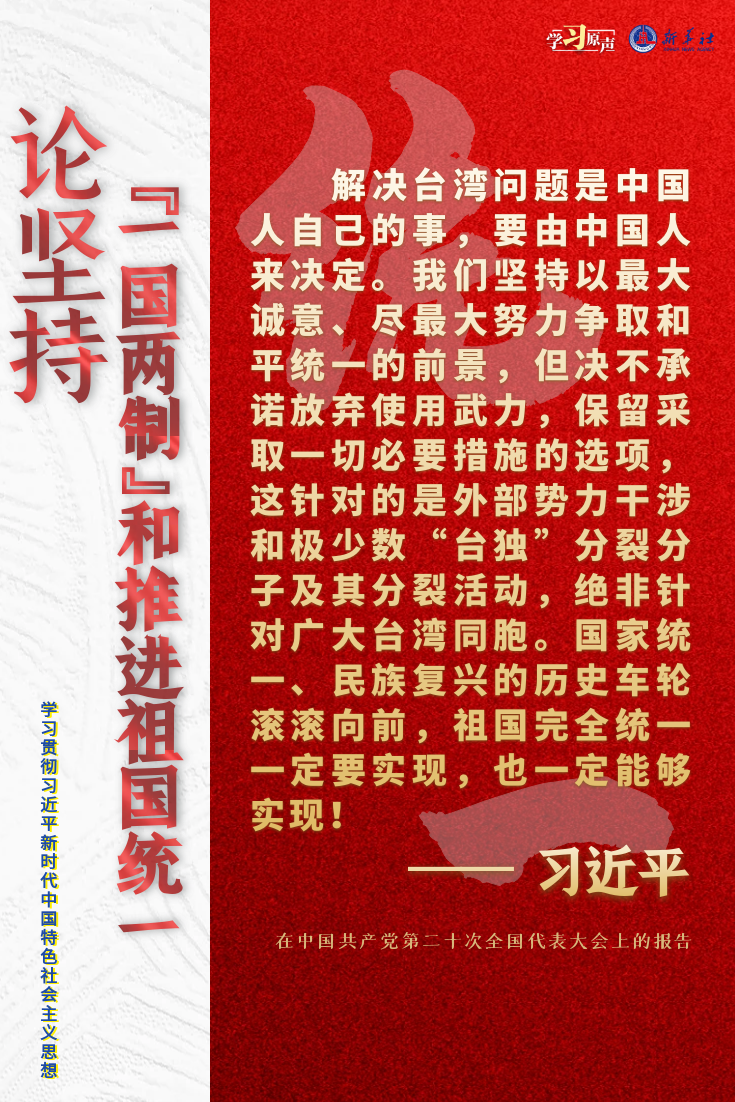 学习原声
新华社
论坚持
『一国两制』和推进祖国统一
学习贯彻习近平新时代中国特色社会主义思想
统一
解决台湾问题是中国
人自己的事，要由中国人
来决定。我们坚持以最大
诚意、尽最大努力争取和
平统一的前景，但决不承
诺放弃使用武力，保留采
取一切必要措施的选项，
这针对的是外部势力干涉
和极少数“台独”分裂分
子及其分裂活动，绝非针
对广大台湾同胞。国家统
一、民族复兴的历史车轮
滚滚向前，祖国完全统一
一定要实现，也一定能够
实现！
—— 习近平
在中国共产党第二十次全国代表大会上的报告